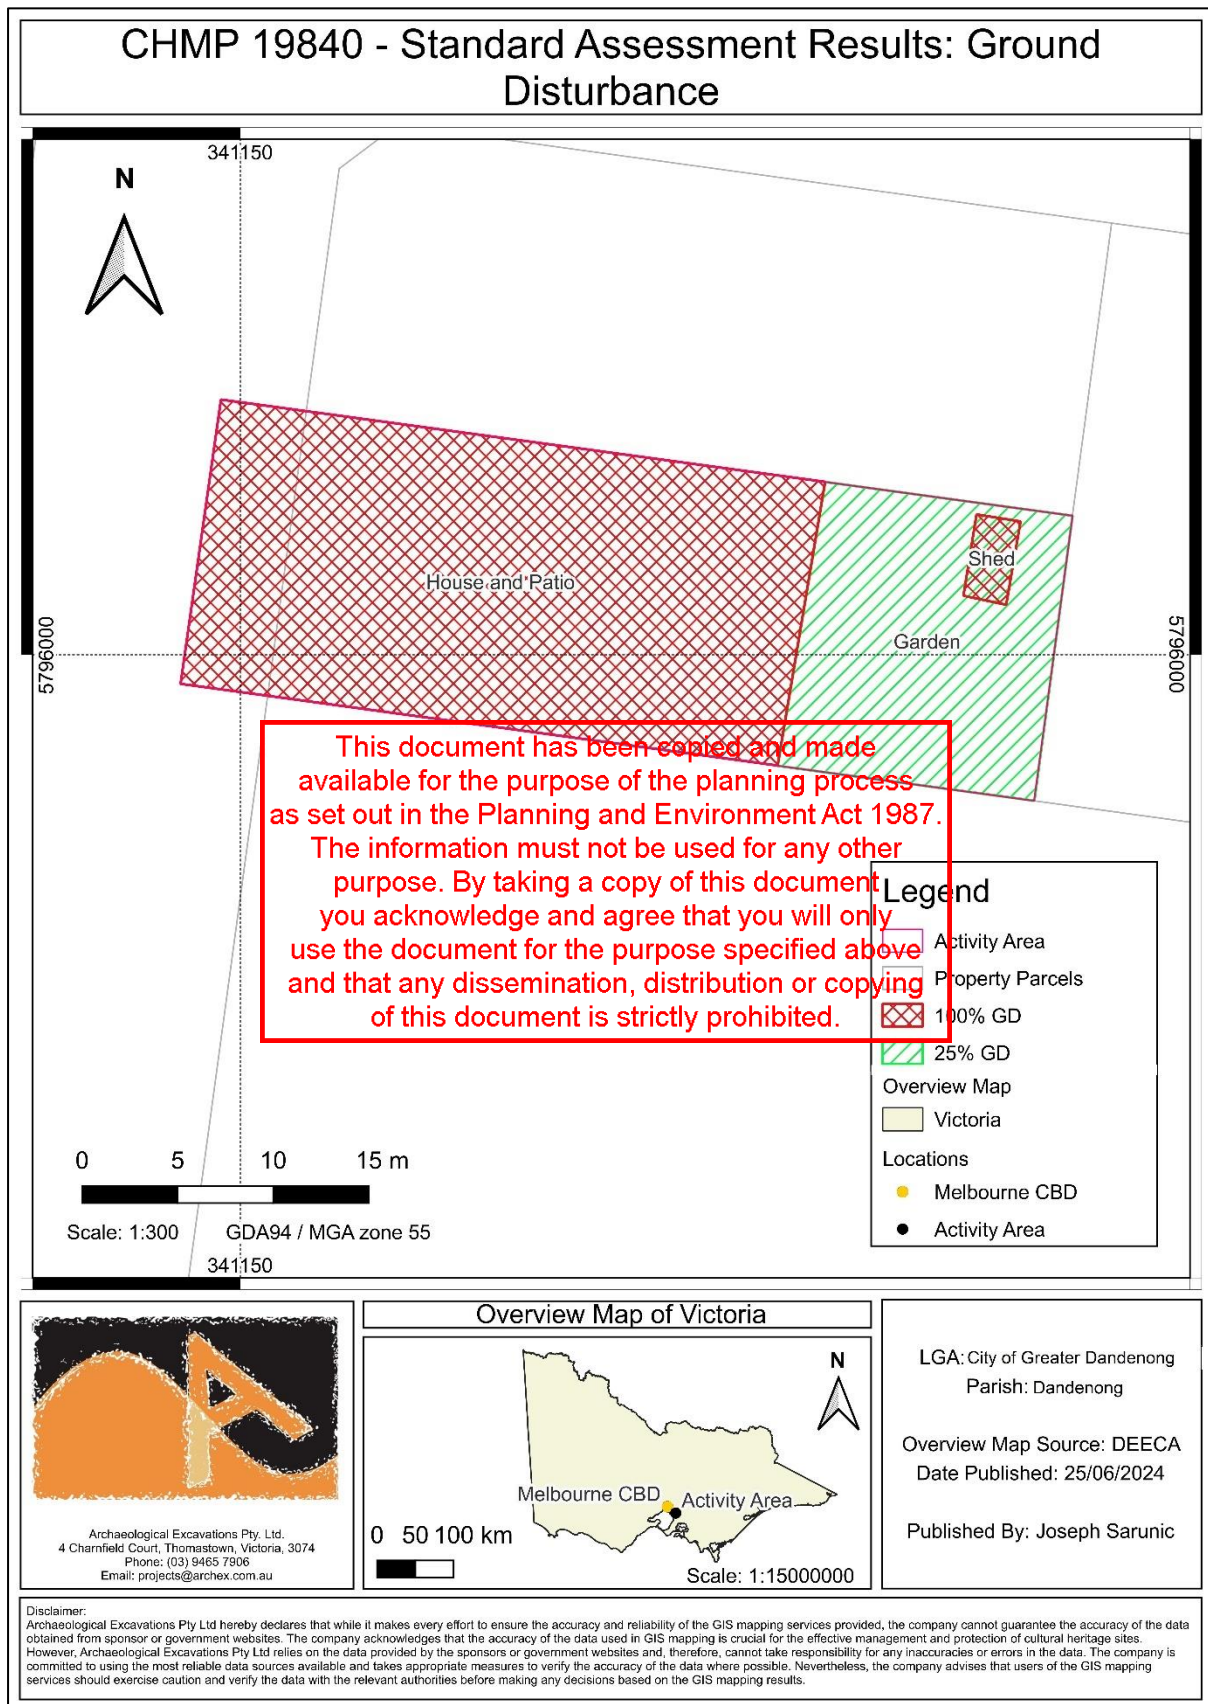 CHMP 19840 - Standard Assessment Results: Ground
Disturbance
341150
N
House and Patio
Shed
Garden
5796000
5796000
This document has been copied and made
available for the purpose of the planning process
as set out in the Planning and Environment Act 1987.
The information must not be used for any other
purpose. By taking a copy of this document
you acknowledge and agree that you will only
use the document for the purpose specified above
and that any dissemination, distribution or copying
of this document is strictly prohibited.
Legend
Activity Area
Property Parcels
100% GD
25% GD
Overview Map
Victoria
Locations
Melbourne CBD
Activity Area
0 5 10 15 m
Scale: 1:300 GDA94 / MGA zone 55
341150
Archaeological Excavations Pty. Ltd.
4 Charnfield Court, Thomastown, Victoria, 3074
Phone: (03) 9465 7906
Email: projects@archex.com.au
Overview Map of Victoria
N
Melbourne CBD
Activity Area
0 50 100 km
Scale: 1:15000000
LGA: City of Greater Dandenong
Parish: Dandenong
Overview Map Source: DEECA
Date Published: 25/06/2024
Published By: Joseph Sarunic
Disclaimer:
Archaeological Excavations Pty Ltd hereby declares that while it makes every effort to ensure the accuracy and reliability of the GIS mapping services provided, the company cannot guarantee the accuracy of the data
obtained from sponsor or government websites. The company acknowledges that the accuracy of the data used in GIS mapping is crucial for the effective management and protection of cultural heritage sites.
However, Archaeological Excavations Pty Ltd relies on the data provided by the sponsors or government websites and, therefore, cannot take responsibility for any inaccuracies or errors in the data. The company is
committed to using the most reliable data sources available and takes appropriate measures to verify the accuracy of the data where possible. Nevertheless, the company advises that users of the GIS mapping
services should exercise caution and verify the data with the relevant authorities before making any decisions based on the GIS mapping results.